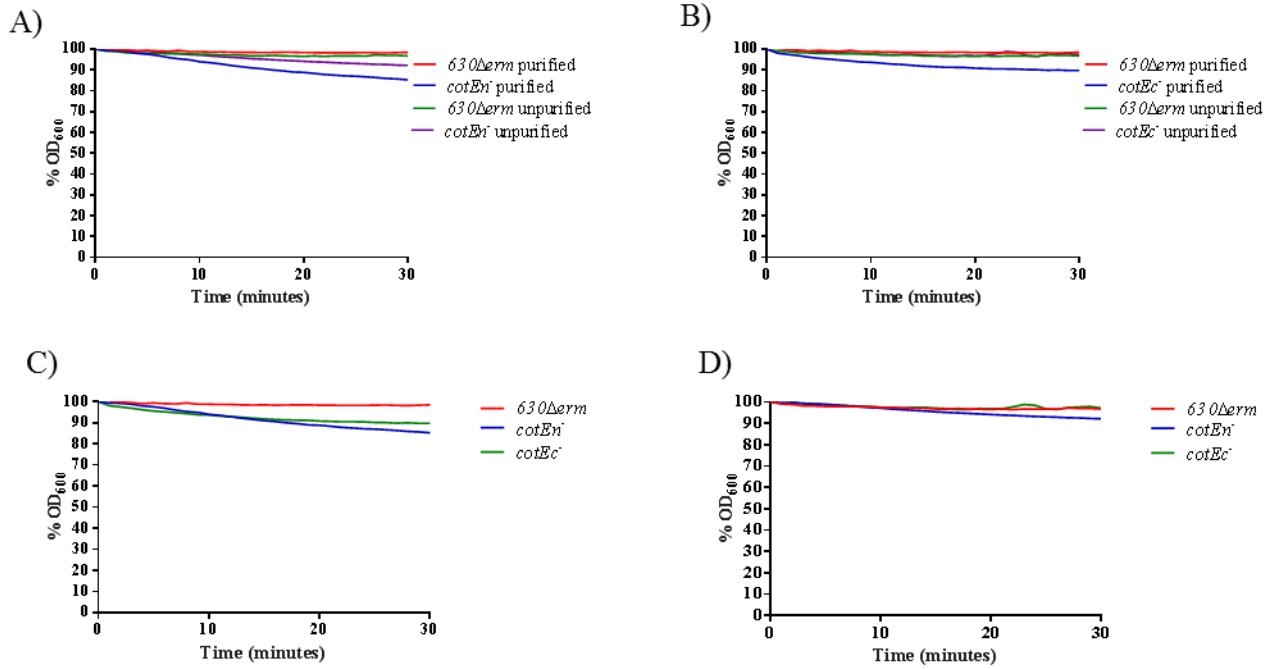 A)
100
90
80
70
60
50
40
30
20
10
0
% OD600
0 10 20 30
Time (minutes)
630Δerm purified
cotEn- purified
630Δerm unpurified
cotEn- unpurified
B)
100
90
80
70
60
50
40
30
20
10
0
% OD600
0 10 20 30
Time (minutes)
630Δerm purified
cotEc- purified
630Δerm unpurified
cotEc- unpurified
C)
100
90
80
70
60
50
40
30
20
10
0
% OD600
0 10 20 30
Time (minutes)
630Δerm
cotEn-
cotEc-
D)
100
90
80
70
60
50
40
30
20
10
0
% OD600
0 10 20 30
Time (minutes)
630Δerm
cotEn-
cotEc-